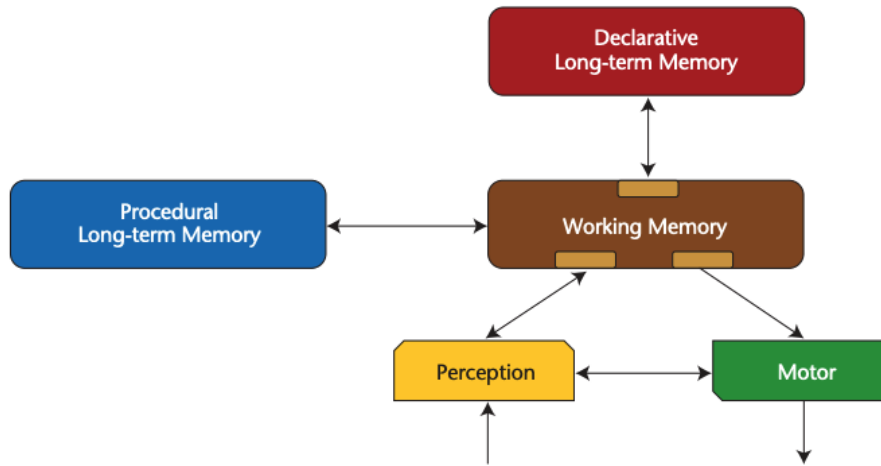 Declarative
Long-term Memory
Procedural
Long-term Memory
Working Memory
Perception
Motor